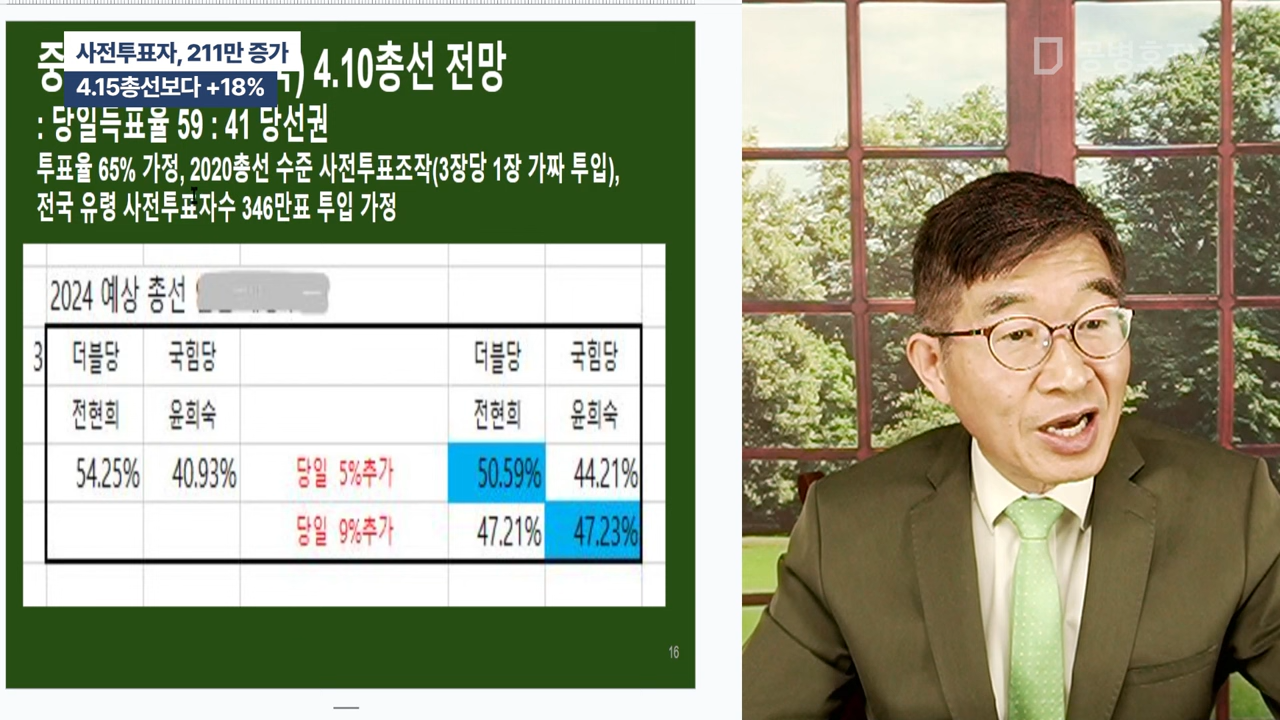 사전투표자, 211만 증가
4.15총선보다 +18%
중 4.10총선 전망
: 당일득표율 59 : 41 당선권
투표율 65% 가정, 2020총선 수준 사전투표조작(3장당 1장 가짜 투입),
전국 유령 사전투표자수 346만표 투입 가정
2024 예상 총선
3 더블당 국힘당 더블당 국힘당
전현희 윤희숙 전현희 윤희숙
54.25% 40.93% 당일 5%추가 50.59% 44.21%
당일 9%추가 47.21% 47.23%
16
공병호